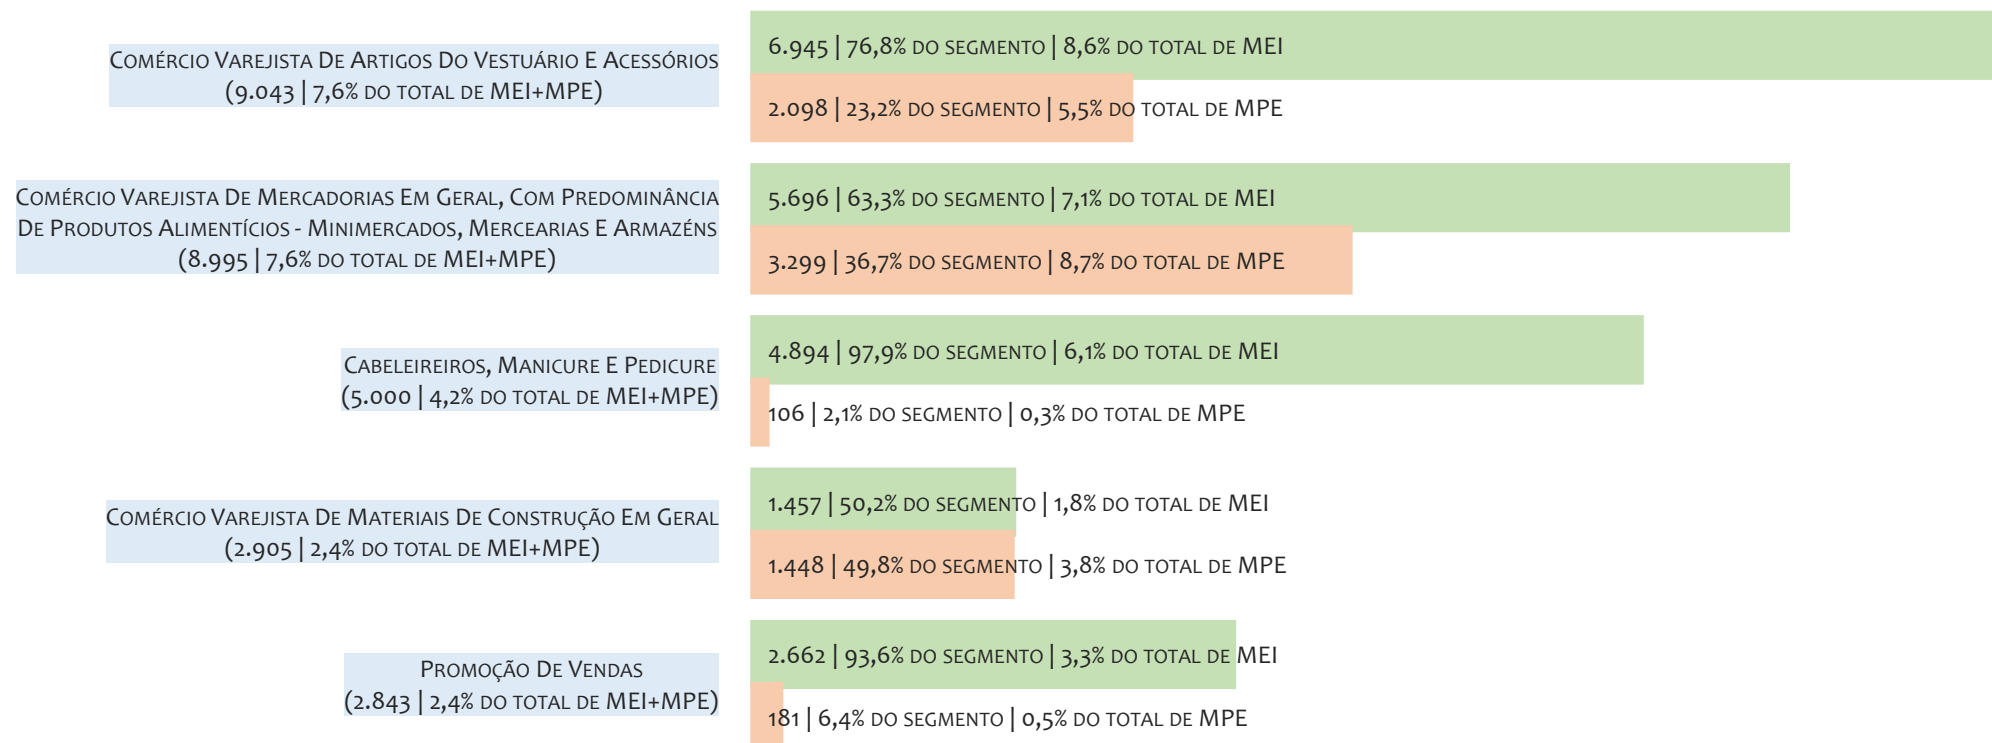 Comércio Varejista De Artigos Do Vestuário E Acessórios
(9.043 | 7,6% do total de MEI+MPE)
6.945 | 76,8% do segmento | 8,6% do total de MEI
2.098 | 23,2% do segmento | 5,5% do total de MPE
Comércio Varejista De Mercadorias Em Geral, Com Predominância
De Produtos Alimentícios - Minimercados, Mercearias E Armazéns
(8.995 | 7,6% do total de MEI+MPE)
5.696 | 63,3% do segmento | 7,1% do total de MEI
3.299 | 36,7% do segmento | 8,7% do total de MPE
Cabeleireiros, Manicure E Pedicure
(5.000 | 4,2% do total de MEI+MPE)
4.894 | 97,9% do segmento | 6,1% do total de MEI
106 | 2,1% do segmento | 0,3% do total de MPE
Comércio Varejista De Materiais De Construção Em Geral
(2.905 | 2,4% do total de MEI+MPE)
1.457 | 50,2% do segmento | 1,8% do total de MEI
1.448 | 49,8% do segmento | 3,8% do total de MPE
Promoção De Vendas
(2.843 | 2,4% do total de MEI+MPE)
2.662 | 93,6% do segmento | 3,3% do total de MEI
181 | 6,4% do segmento | 0,5% do total de MPE